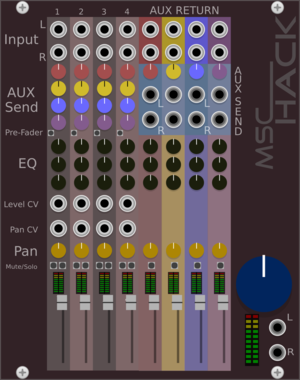 AUX RETURN
1 2 3 4
L
Input
R
AUX
Send
AUX SEND
L L
R R
Pre-Fader
EQ
Level CV
Pan CV
Pan
Mute/Solo
MSC HACK
L
R